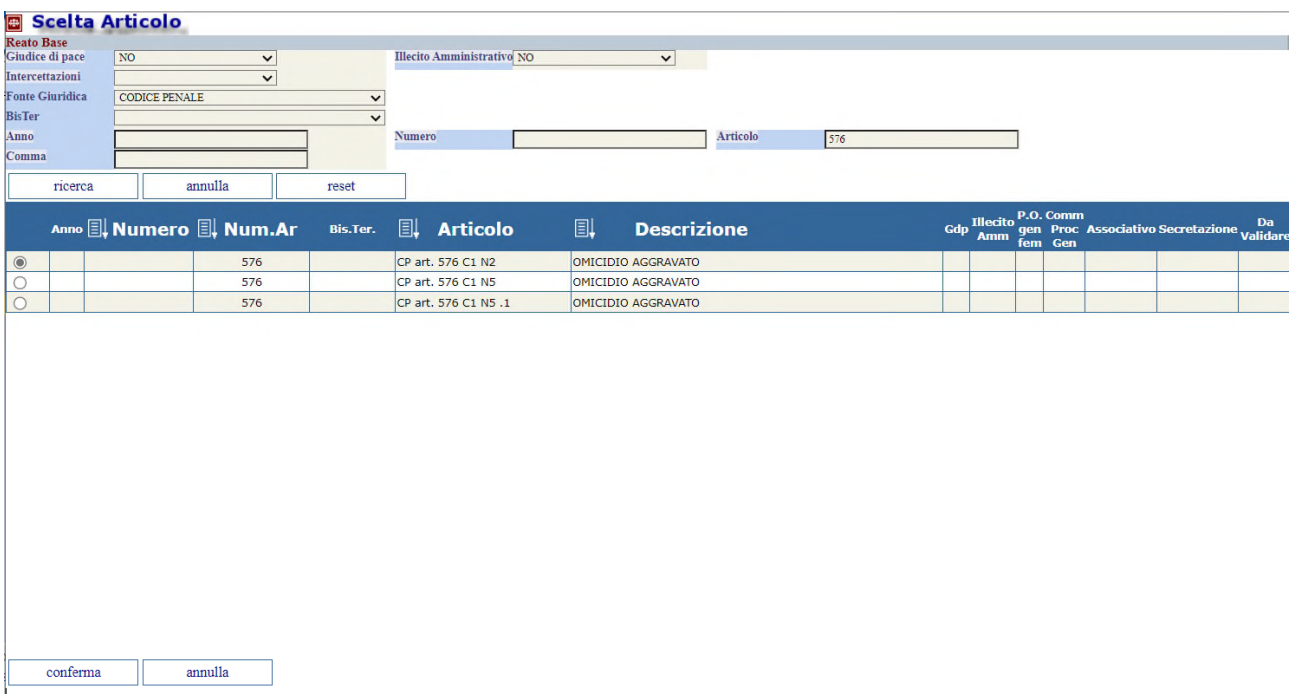 Scelta Articolo
Reato Base
Giudice di pace NO Illecito Amministrativo NO
Intercettazioni
Fonte Giuridica CODICE PENALE
BisTer
Anno Numero Articolo 576
Comma
ricerca annulla reset
Anno Numero Num.Ar Bis.Ter. Articolo Descrizione Gdp Illecito Amm P.O. gen fem Comm Proc Gen Associativo Secretazione Da Validare
576 CP art. 576 C1 N2 OMICIDIO AGGRAVATO
576 CP art. 576 C1 N5 OMICIDIO AGGRAVATO
576 CP art. 576 C1 N5 .1 OMICIDIO AGGRAVATO
conferma annulla